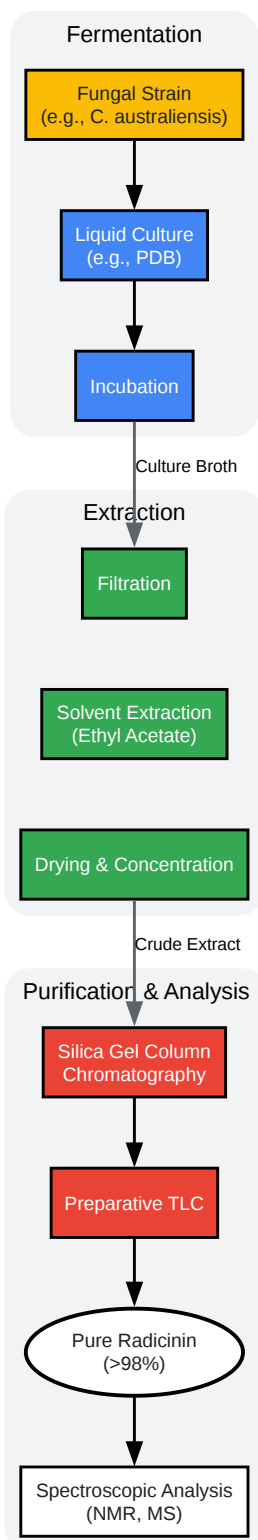 Fermentation
Fungal Strain
(e.g., C. australiensis)
Liquid Culture
(e.g., PDB)
Incubation
Culture Broth
Extraction
Filtration
Solvent Extraction
(Ethyl Acetate)
Drying & Concentration
Crude Extract
Purification & Analysis
Silica Gel Column
Chromatography
Preparative TLC
Pure Radicinin
(>98%)
Spectroscopic Analysis
(NMR, MS)